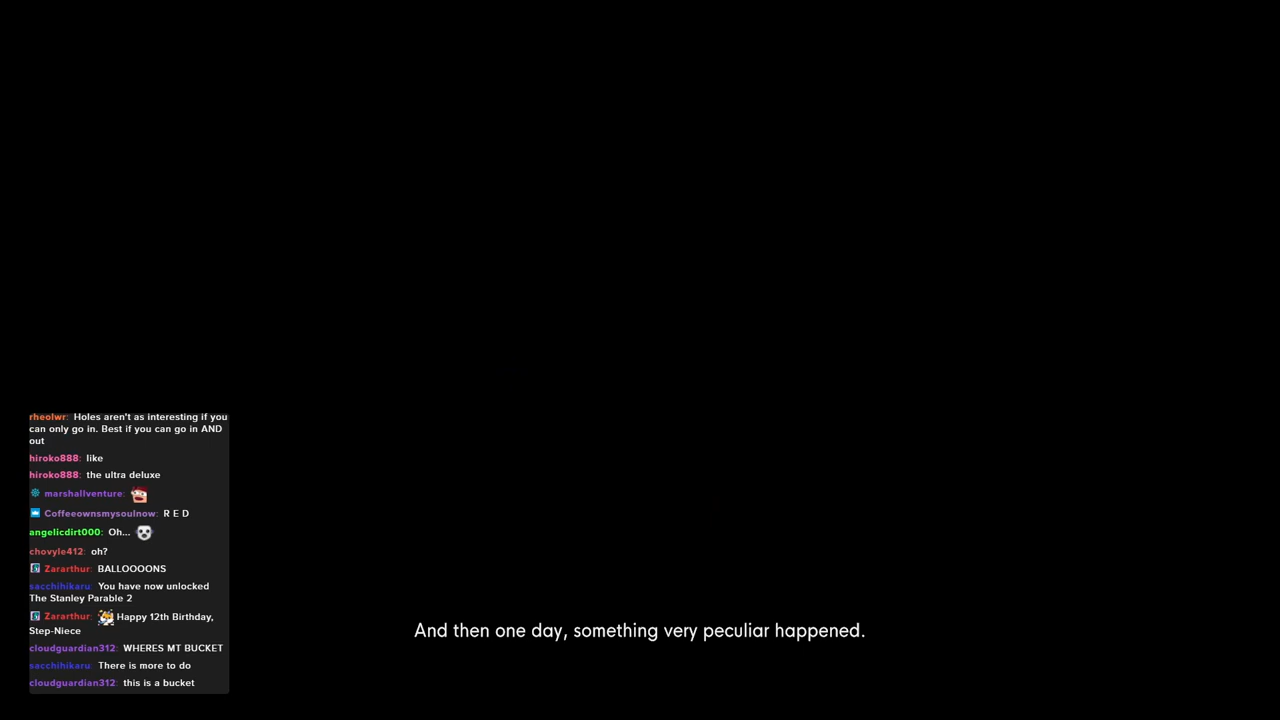 rheolwr: Holes aren't as interesting if you
can only go in. Best if you can go in AND
out
hiroko888: like
hiroko888: the ultra deluxe
marshallventure:
Coffeeownsmysoulnow: R E D
angelicdirt000: Oh...
chovyle412: oh?
Zararthur: BALLOOOONS
sacchihikaru: You have now unlocked
The Stanley Parable 2
Zararthur: Happy 12th Birthday,
Step-Niece
cloudguardian312: WHERES MT BUCKET
sacchihikaru: There is more to do
cloudguardian312: this is a bucket
And then one day, something very peculiar happened.